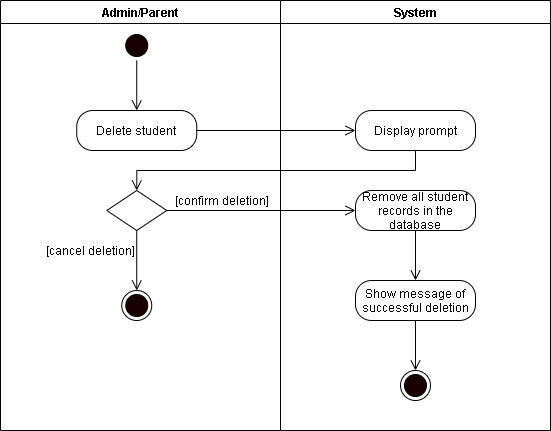 Admin/Parent
System
Delete student
Display prompt
[confirm deletion]
Remove all student
records in the
database
[cancel deletion]
Show message of
successful deletion